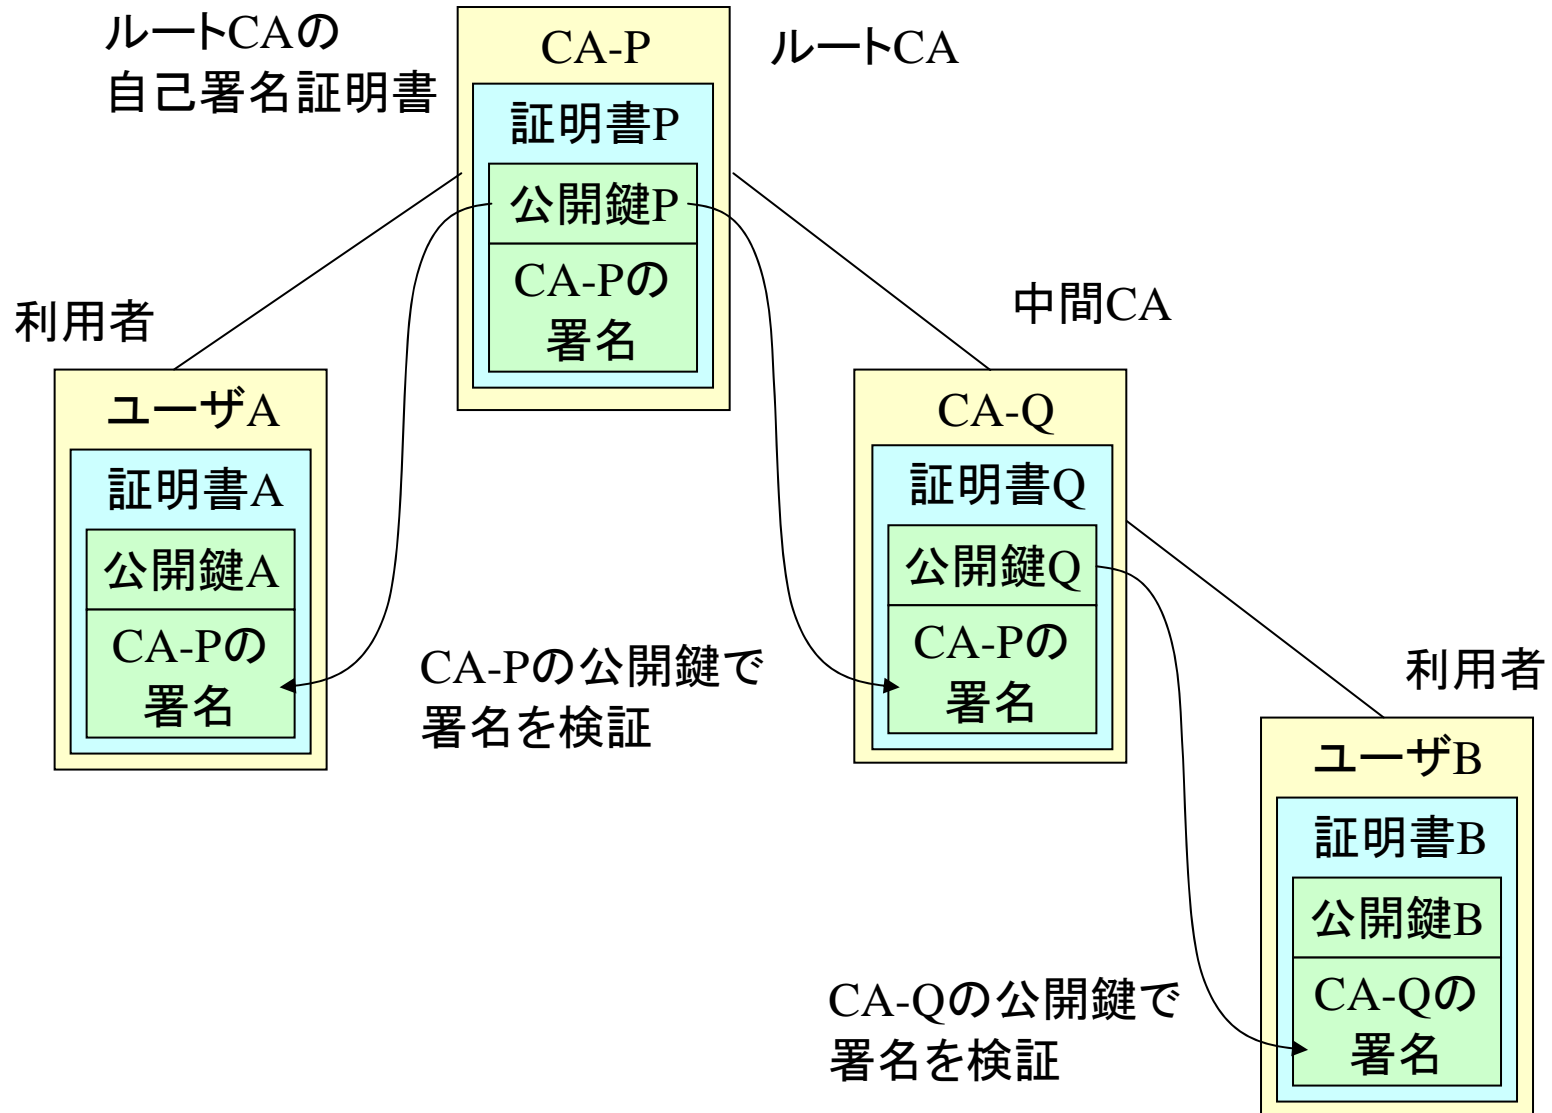 ルートCAの
自己署名証明書
CA-P
ルートCA
証明書P
公開鍵P
CA-Pの
署名
利用者
ユーザA
証明書A
公開鍵A
CA-Pの
署名
CA-Pの公開鍵で
署名を検証
中間CA
CA-Q
証明書Q
公開鍵Q
CA-Pの
署名
利用者
ユーザB
証明書B
公開鍵B
CA-Qの
署名
CA-Qの公開鍵で
署名を検証